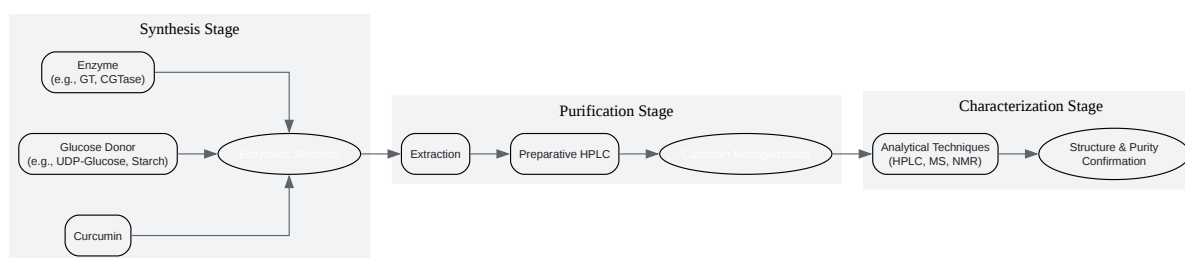 Synthesis Stage
Enzyme
(e.g., GT, CGTase)
Glucose Donor
(e.g., UDP-Glucose, Starch)
Curcumin
Enzymatic Reaction
Purification Stage
Extraction
Preparative HPLC
Curcumin Monoglucoside
Characterization Stage
Analytical Techniques
(HPLC, MS, NMR)
Structure & Purity
Confirmation